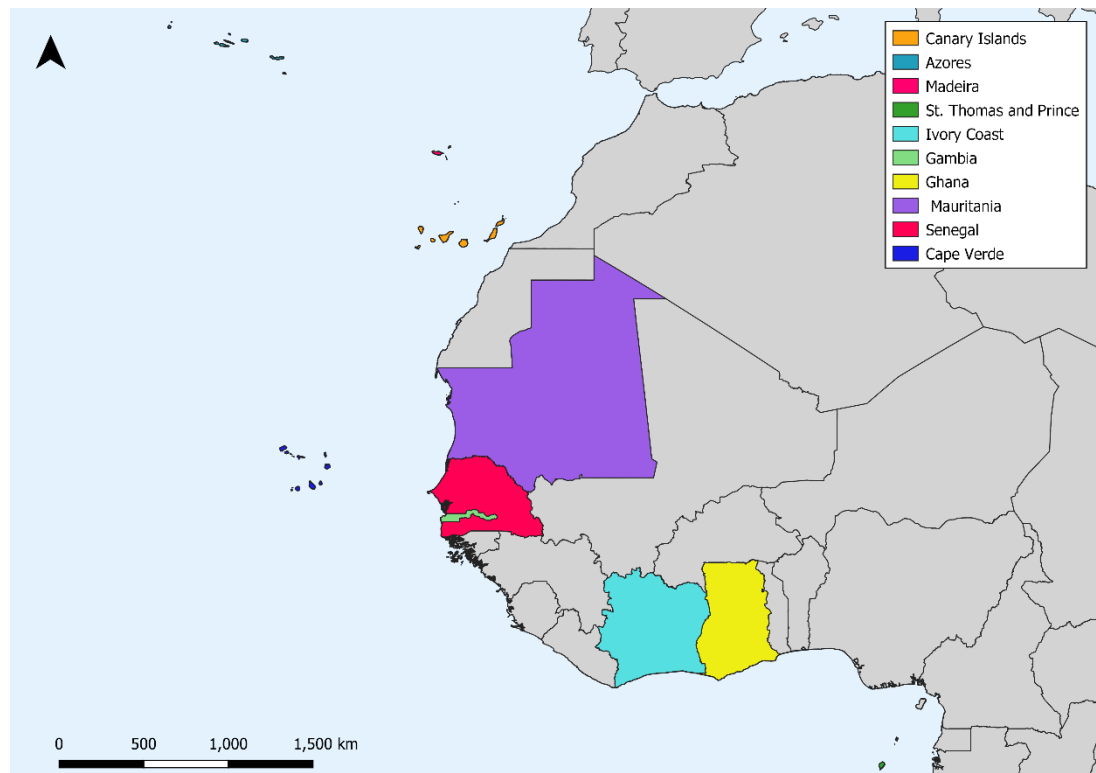 Canary Islands
Azores
Madeira
St. Thomas and Prince
Ivory Coast
Gambia
Ghana
Mauritania
Senegal
Cape Verde
0 500 1,000 1,500 km